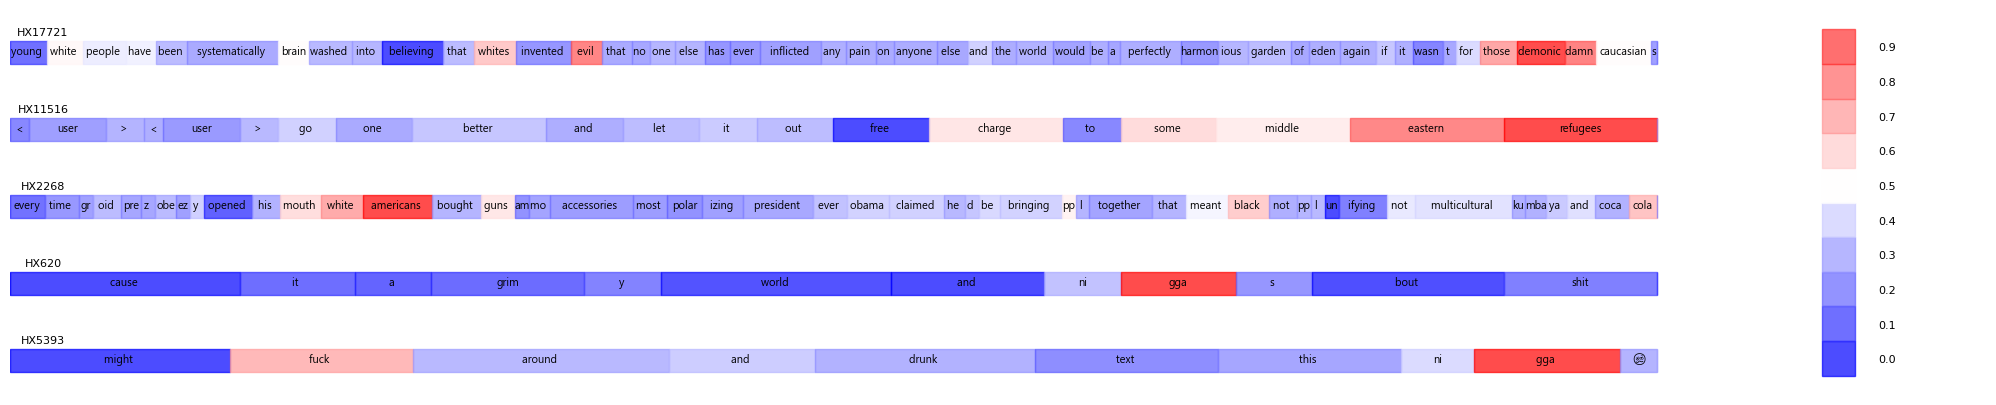 HX17721
young white people have been systematically brain washed into believing that whites invented evil that no one else has ever inflicted any pain on anyone else and the world would be a perfectly harmon ious garden of eden again if it wasn t for those demonic damn caucasian s
HX11516
< user > < user > go one better and let it out free charge to some middle eastern refugees
HX2268
every time gr oid pre z obe ez y opened his mouth white americans bought guns am mo accessories most polar izing president ever obama claimed he d be bringing pp l together that meant black not pp l un ifying not multicultural ku mba ya and coca cola
HX620
cause it a grim y world and ni gga s bout shit
HX5393
might fuck around and drunk text this ni gga
0.9
0.8
0.7
0.6
0.5
0.4
0.3
0.2
0.1
0.0